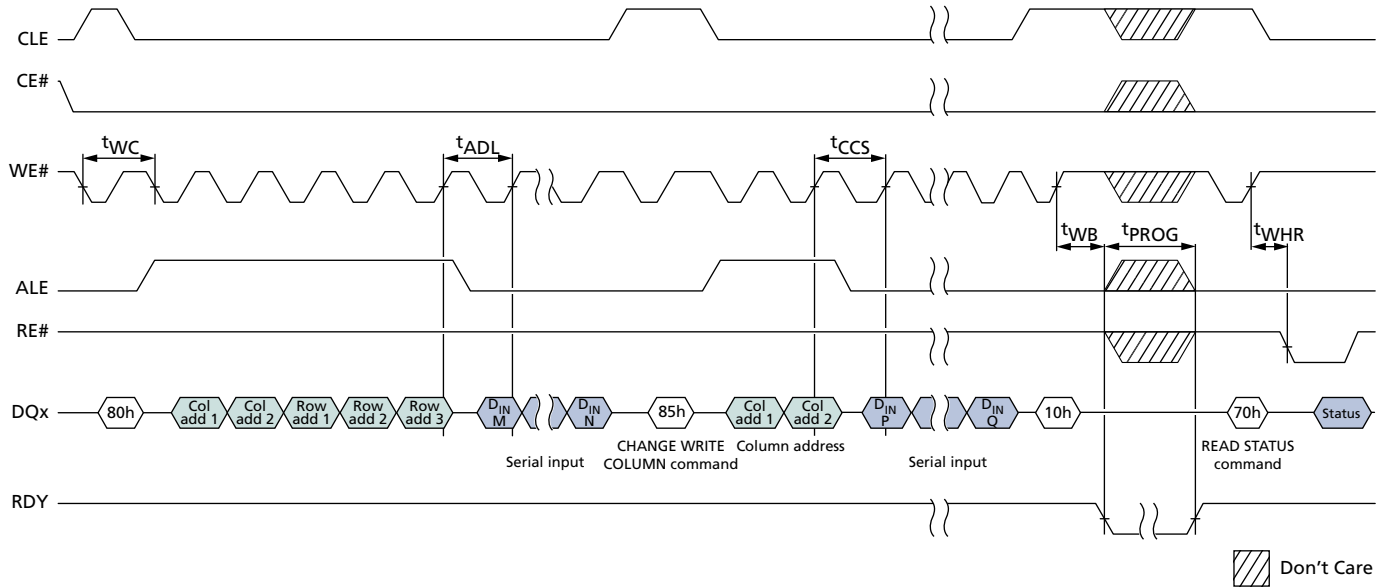 CLE
CE#
tWC
tADL
tCCS
WE#
tWB
tPROG
tWHR
ALE
RE#
DQx
80h
Col add 1
Col add 2
Row add 1
Row add 2
Row add 3
DIN M
DIN N
85h
Col add 1
Col add 2
DIN P
DIN Q
10h
70h
Status
CHANGE WRITE
COLUMN command
Column address
READ STATUS
command
Serial input
Serial input
RDY
Don't Care